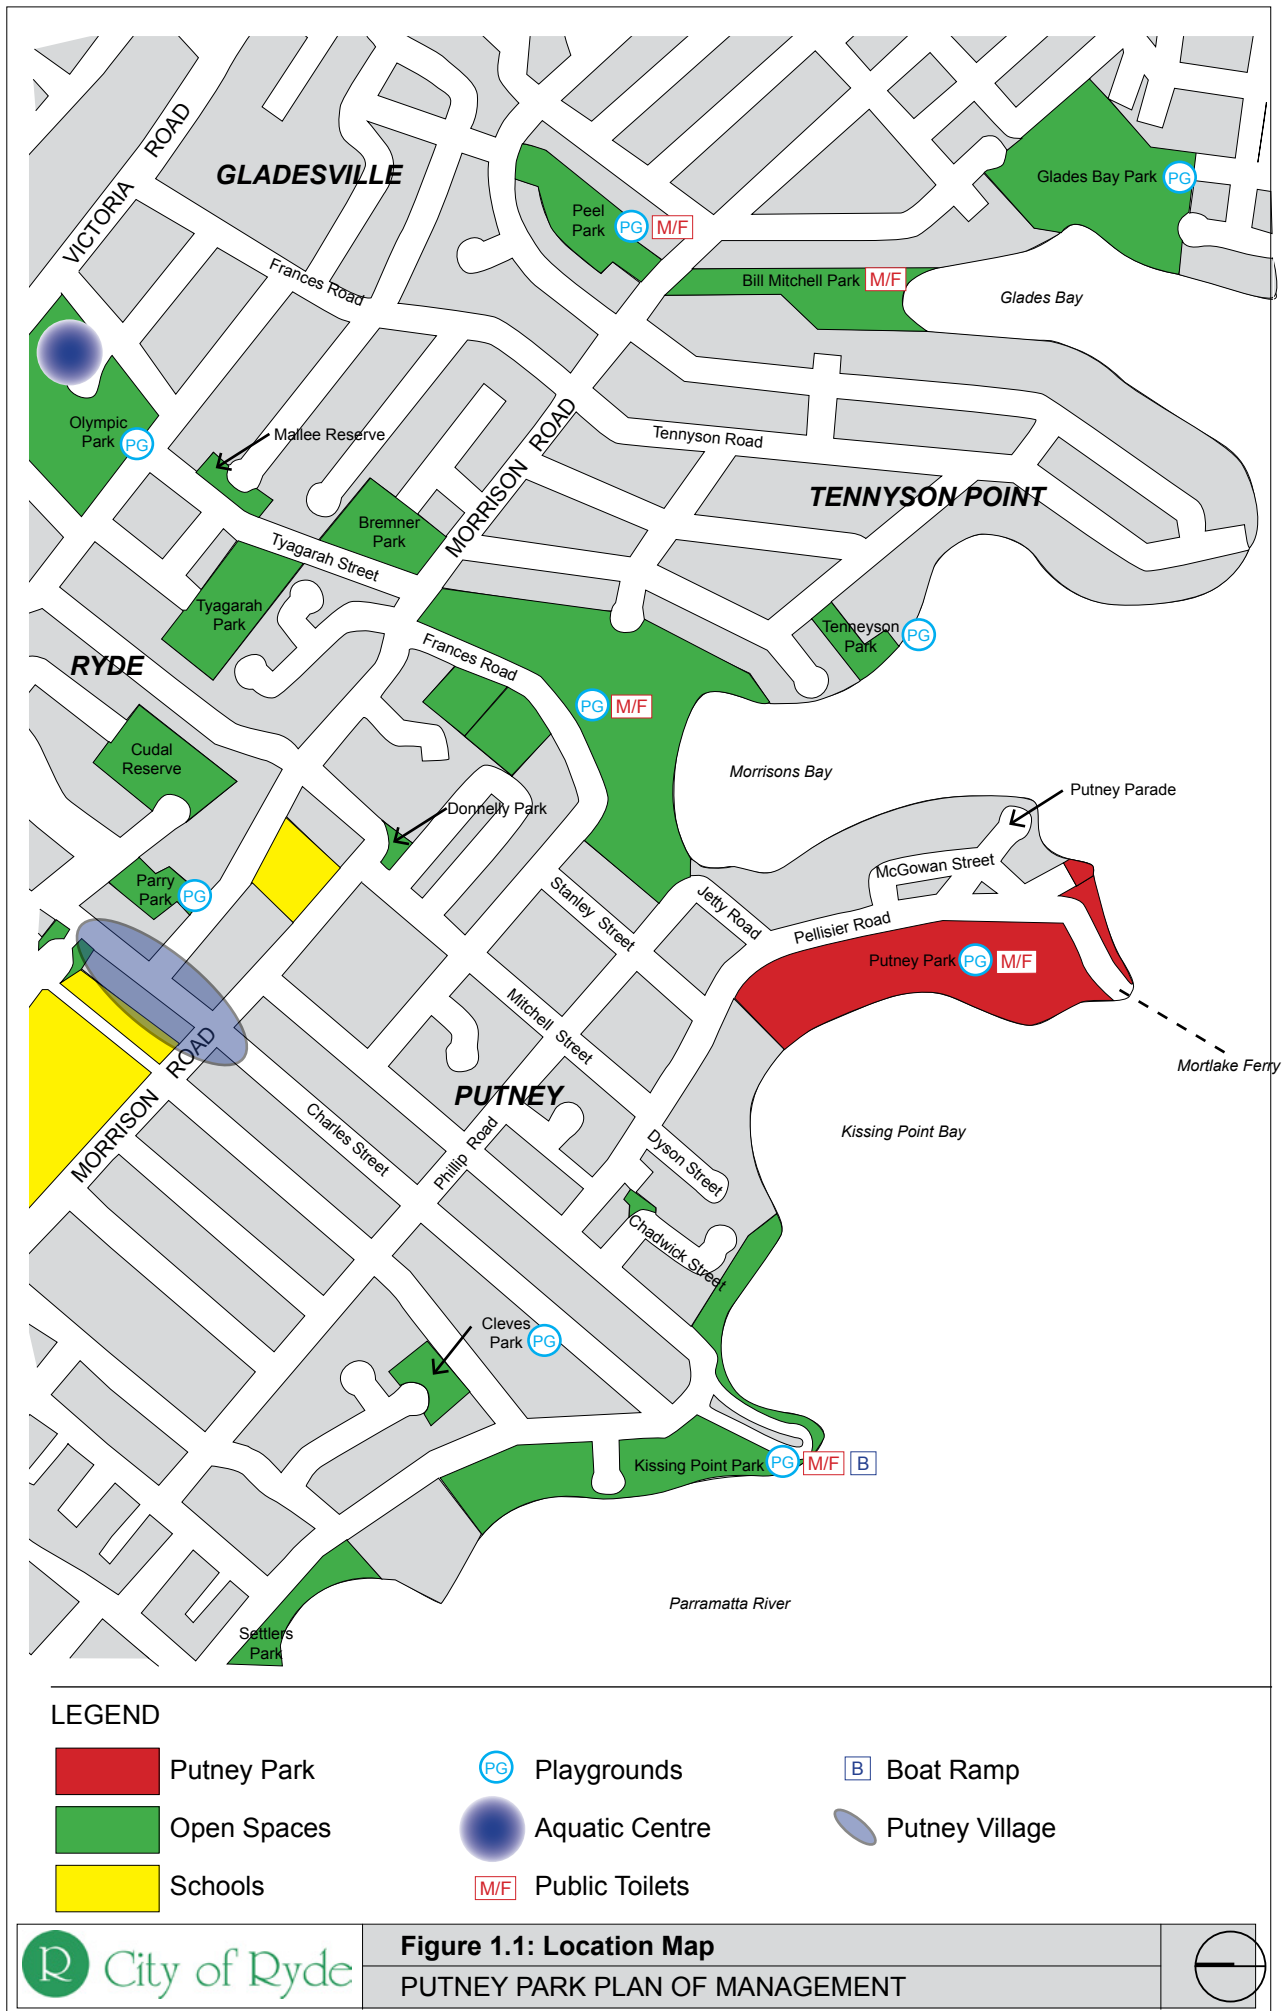 VICTORIA ROAD
GLADESVILLE
Glades Bay Park PG
Peel
Park PG M/F
Frances Road
Bill Mitchell Park M/F
Glades Bay
Olympic
Park PG
Mallee Reserve
MORRISON ROAD
Tennyson Road
TENNYSON POINT
Bremner
Park
Tyagarah Street
Tyagarah
Park
Tenneyson
Park PG
RYDE
Frances Road
PG M/F
Cudal
Reserve
Morrisons Bay
Putney Parade
Donnelly Park
McGowan Street
Parry
Park PG
Stanley Street
Jetty Road
Pellisier Road
Putney Park PG M/F
Mitchell Street
MORRISON ROAD
Mortlake Ferry
PUTNEY
Kissing Point Bay
Charles Street
Phillip Road
Dyson Street
Chadwick Street
Cleves
Park PG
Kissing Point Park PG M/F B
Parramatta River
Settlers
Park
LEGEND
Putney Park
PG Playgrounds
B Boat Ramp
Open Spaces
Aquatic Centre
Putney Village
Schools
M/F Public Toilets
R City of Ryde
Figure 1.1: Location Map
PUTNEY PARK PLAN OF MANAGEMENT